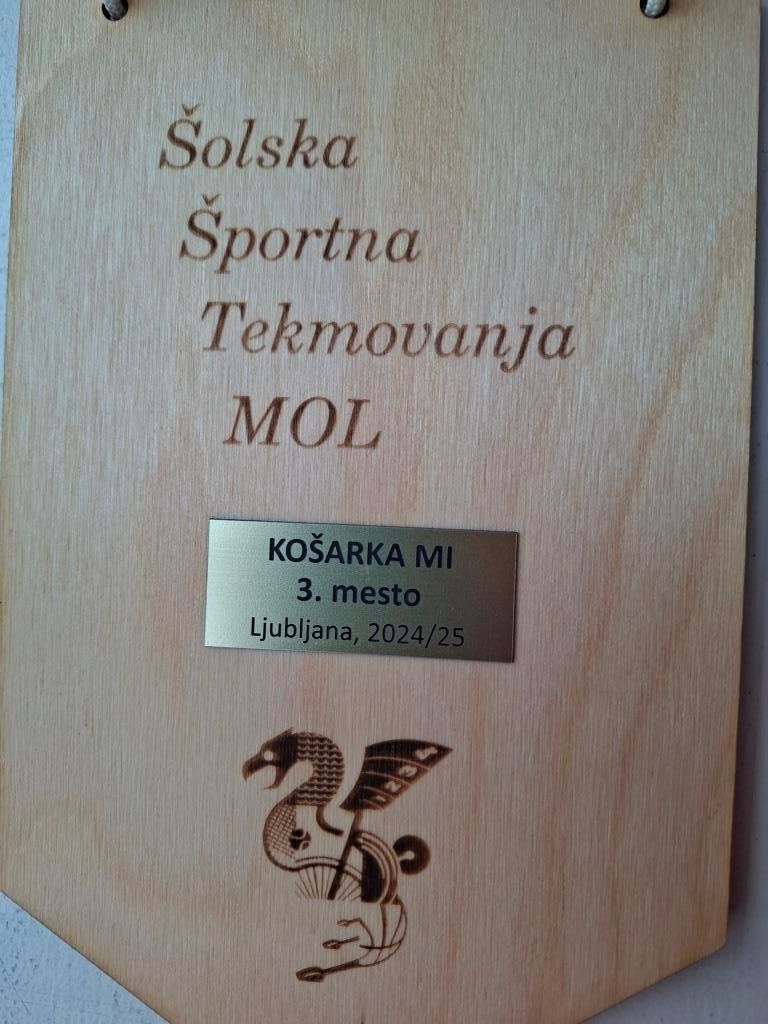 Šolska
Športna
Tekmovanja
MOL
KOŠARKA MI
3. mesto
Ljubljana, 2024/25